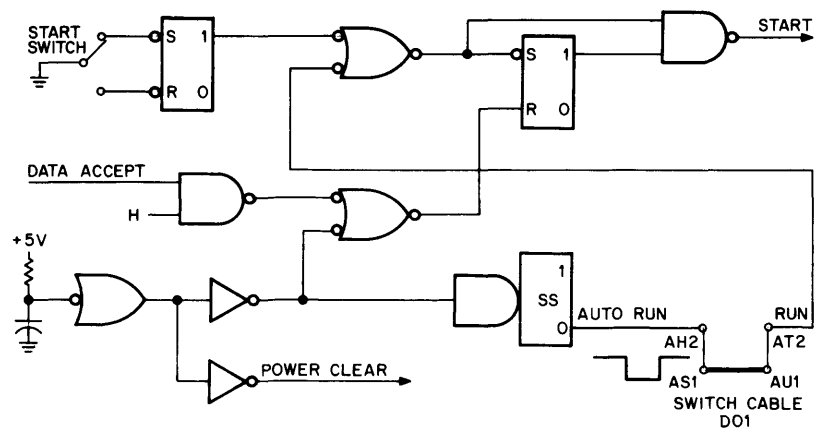 START
SWITCH
S 1
R 0
S 1
R 0
START
DATA ACCEPT
H
+5V
1
SS
0
AUTO RUN
RUN
AH2
AT2
POWER CLEAR
AS1
AU1
SWITCH CABLE
D01